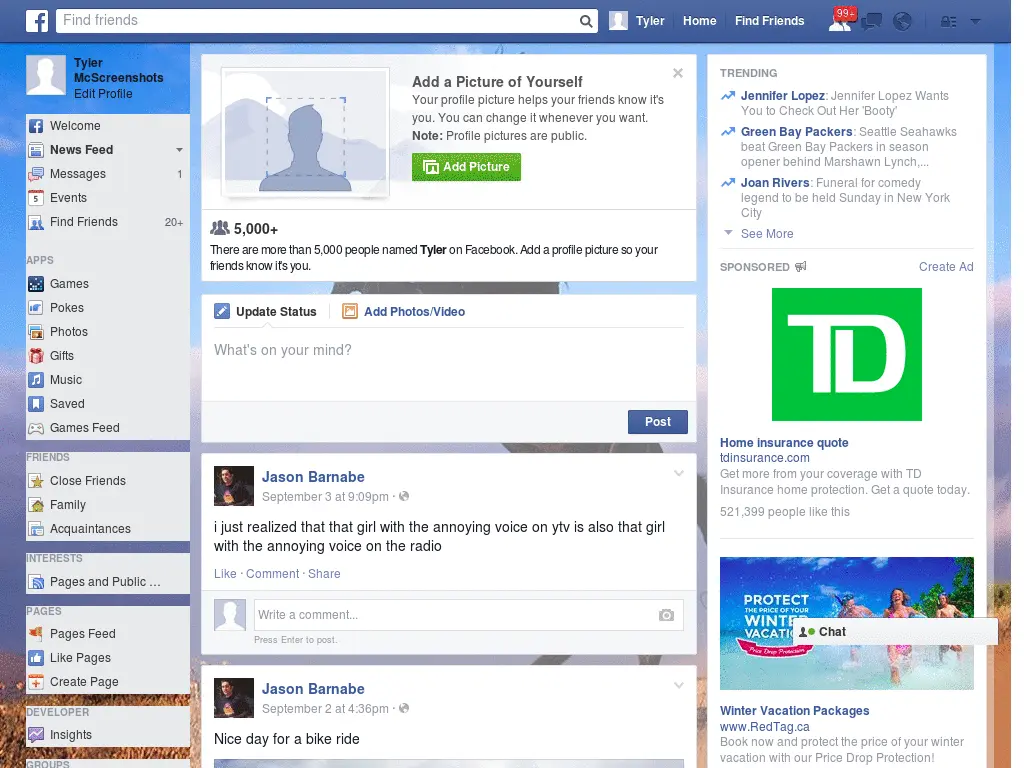 Find friends
Tyler
Home
Find Friends
99+
Tyler
McScreenshots
Edit Profile
Welcome
News Feed
Messages 1
5 Events
Find Friends 20+
APPS
Games
Pokes
Photos
Gifts
Music
Saved
Games Feed
FRIENDS
Close Friends
Family
Acquaintances
INTERESTS
Pages and Public ...
PAGES
Pages Feed
Like Pages
Create Page
DEVELOPER
Insights
GROUPS
Add a Picture of Yourself
Your profile picture helps your friends know it's
you. You can change it whenever you want.
Note: Profile pictures are public.
Add Picture
5,000+
There are more than 5,000 people named Tyler on Facebook. Add a profile picture so your
friends know it's you.
Update Status
Add Photos/Video
What's on your mind?
Post
Jason Barnabe
September 3 at 9:09pm ·
i just realized that that girl with the annoying voice on ytv is also that girl
with the annoying voice on the radio
Like · Comment · Share
Write a comment...
Press Enter to post.
Jason Barnabe
September 2 at 4:36pm ·
Nice day for a bike ride
TRENDING
Jennifer Lopez: Jennifer Lopez Wants
You to Check Out Her 'Booty'
Green Bay Packers: Seattle Seahawks
beat Green Bay Packers in season
opener behind Marshawn Lynch,...
Joan Rivers: Funeral for comedy
legend to be held Sunday in New York
City
See More
SPONSORED
Create Ad
TD
Home insurance quote
tdinsurance.com
Get more from your coverage with TD
Insurance home protection. Get a quote today.
521,399 people like this
PROTECT
THE PRICE OF YOUR
WINTER
Price Drop Protection!
Chat
Winter Vacation Packages
www.RedTag.ca
Book now and protect the price of your winter
vacation with our Price Drop Protection!